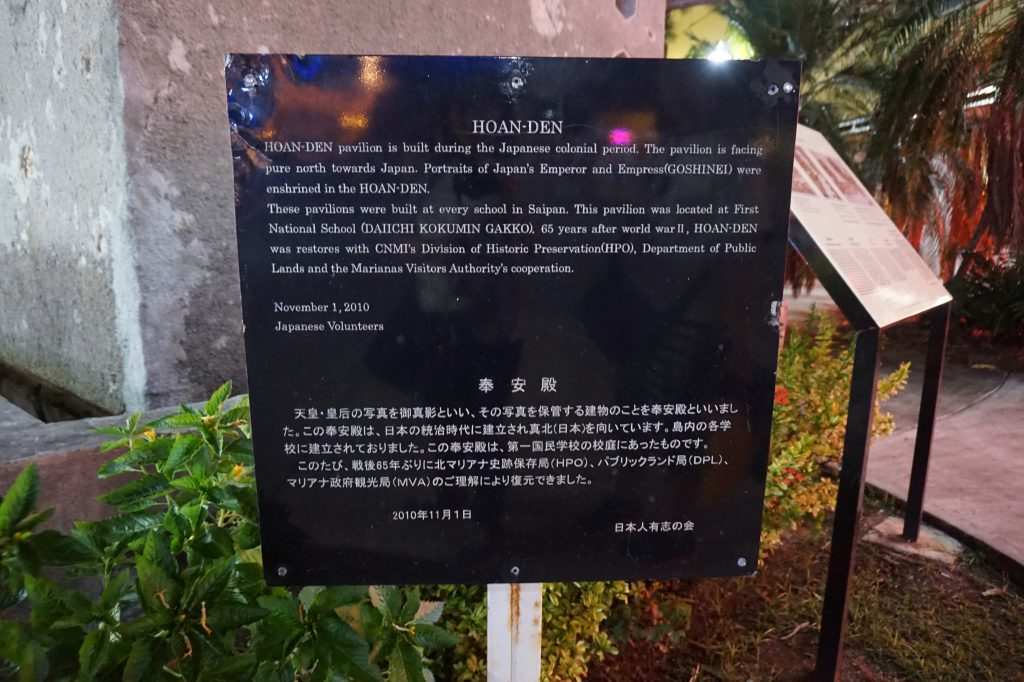 HOAN-DEN
HOAN-DEN pavilion is built during the Japanese colonial period. The pavilion is facing
pure north towards Japan. Portraits of Japan's Emperor and Empress(GOSHINEI) were
enshrined in the HOAN-DEN.
These pavilions were built at every school in Saipan. This pavilion was located at First
National School (DAIICHI KOKUMIN GAKKO). 65 years after world warⅡ, HOAN-DEN
was restores with CNMI's Division of Historic Preservation(HPO), Department of Public
Lands and the Marianas Visitors Authority's cooperation.
November 1, 2010
Japanese Volunteers
奉安殿
天皇・皇后の写真を御真影といい、その写真を保管する建物のことを奉安殿といいまし
た。この奉安殿は、日本の統治時代に建立され真北(日本)を向いています。島内の各学
校に建立されておりました。この奉安殿は、第一国民学校の校庭にあったものです。
このたび、戦後65年ぶりに北マリアナ史跡保存局(HPO)、パブリックランド局(DPL)、
マリアナ政府観光局(MVA)のご理解により復元できました。
2010年11月1日
日本人有志の会